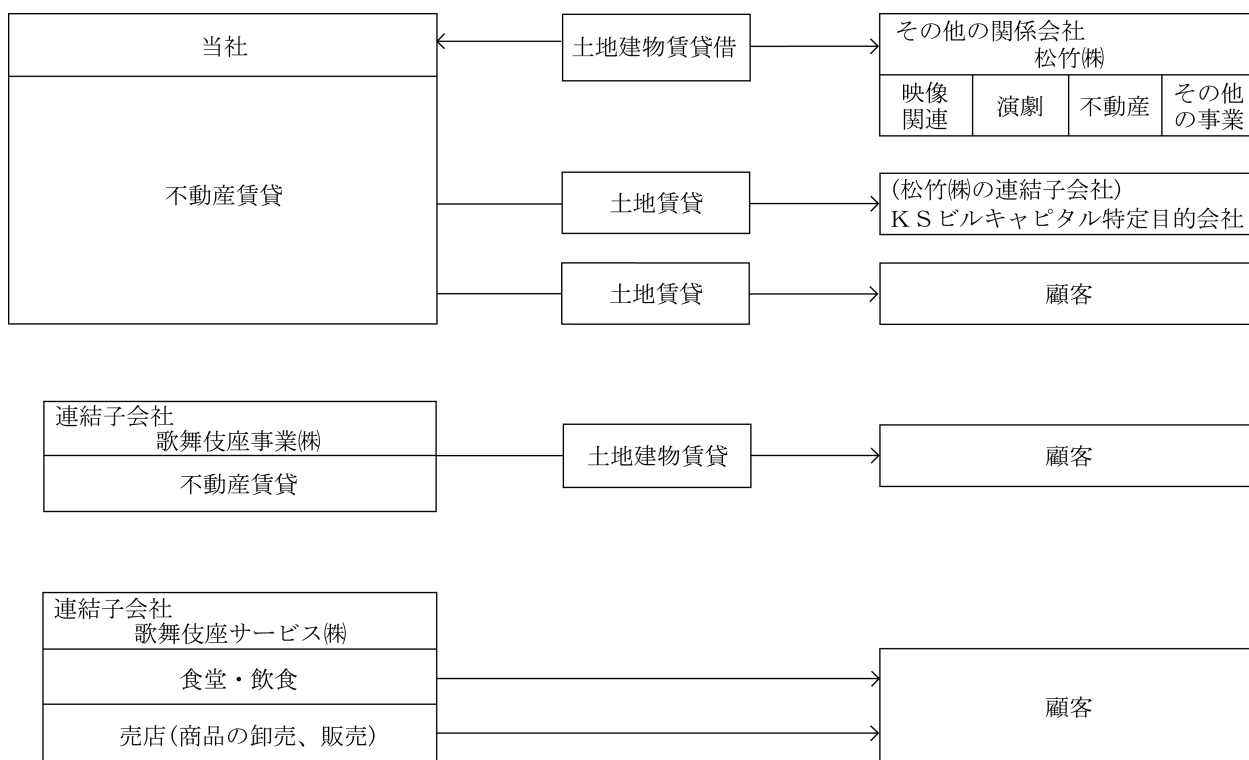 当社
土地建物賃貸借
その他の関係会社
松竹㈱
映像
関連
演劇
不動産
その他
の事業
不動産賃貸
土地賃貸
(松竹㈱の連結子会社)
ＫＳビルキャピタル特定目的会社
土地賃貸
顧客
連結子会社
歌舞伎座事業㈱
不動産賃貸
土地建物賃貸
顧客
連結子会社
歌舞伎座サービス㈱
食堂・飲食
売店(商品の卸売、販売)
顧客